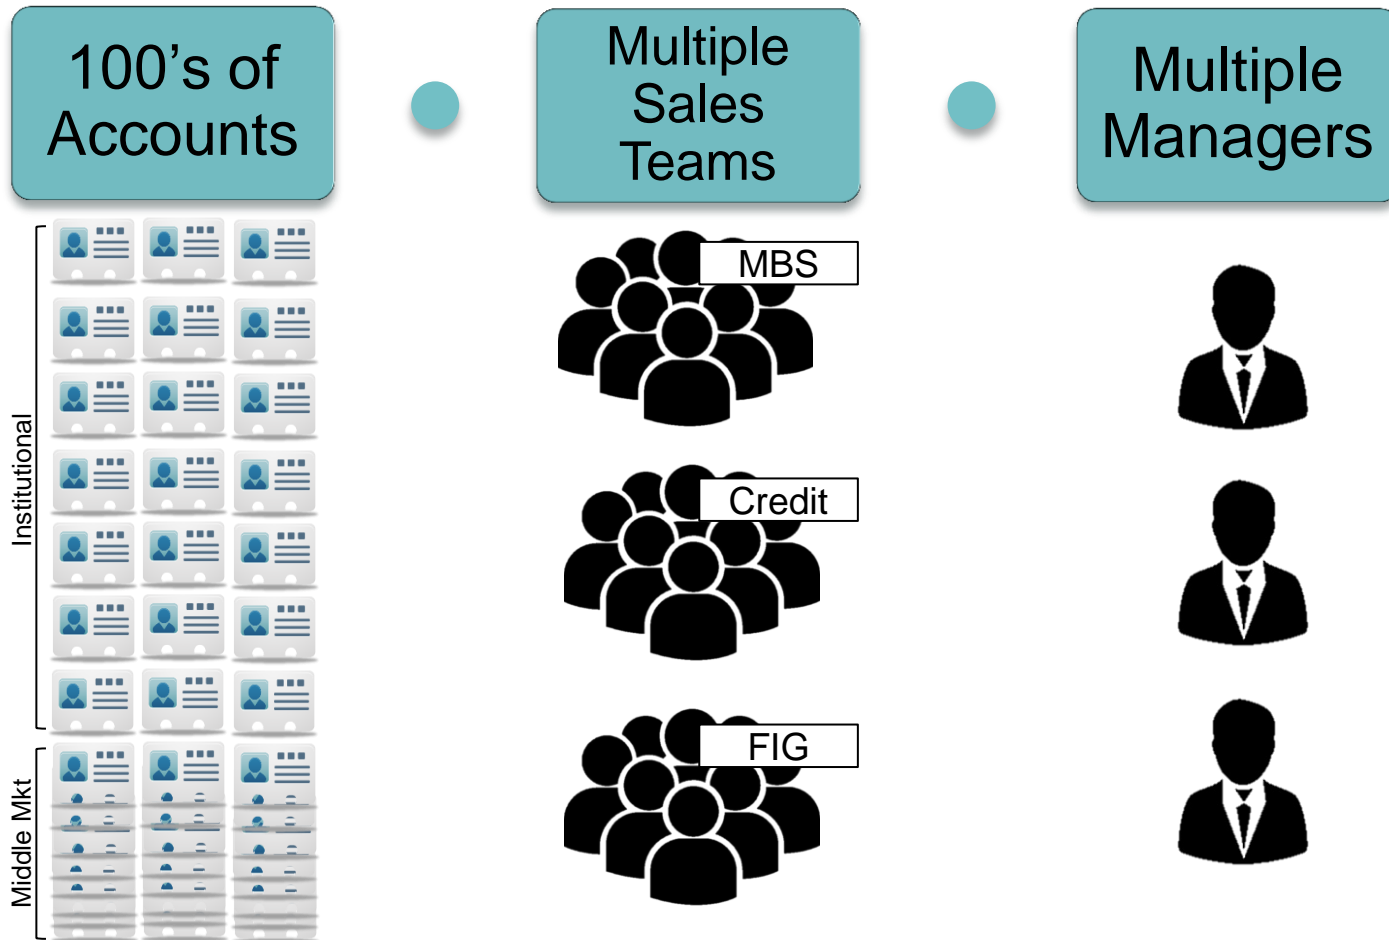 100’s of
Accounts
Multiple
Sales
Teams
Multiple
Managers
Institutional
Middle Mkt
MBS
Credit
FIG